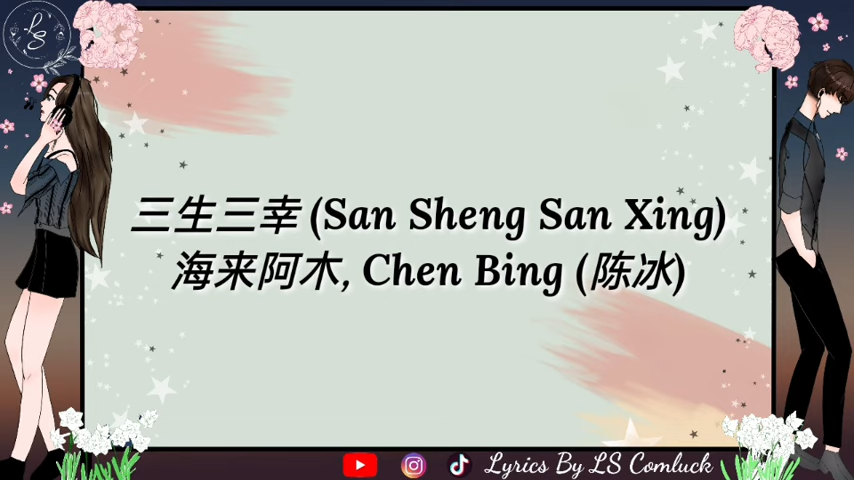 LS
三生三幸 (San Sheng San Xing)
海来阿木, Chen Bing (陈冰)
Lyrics By LS Comluck